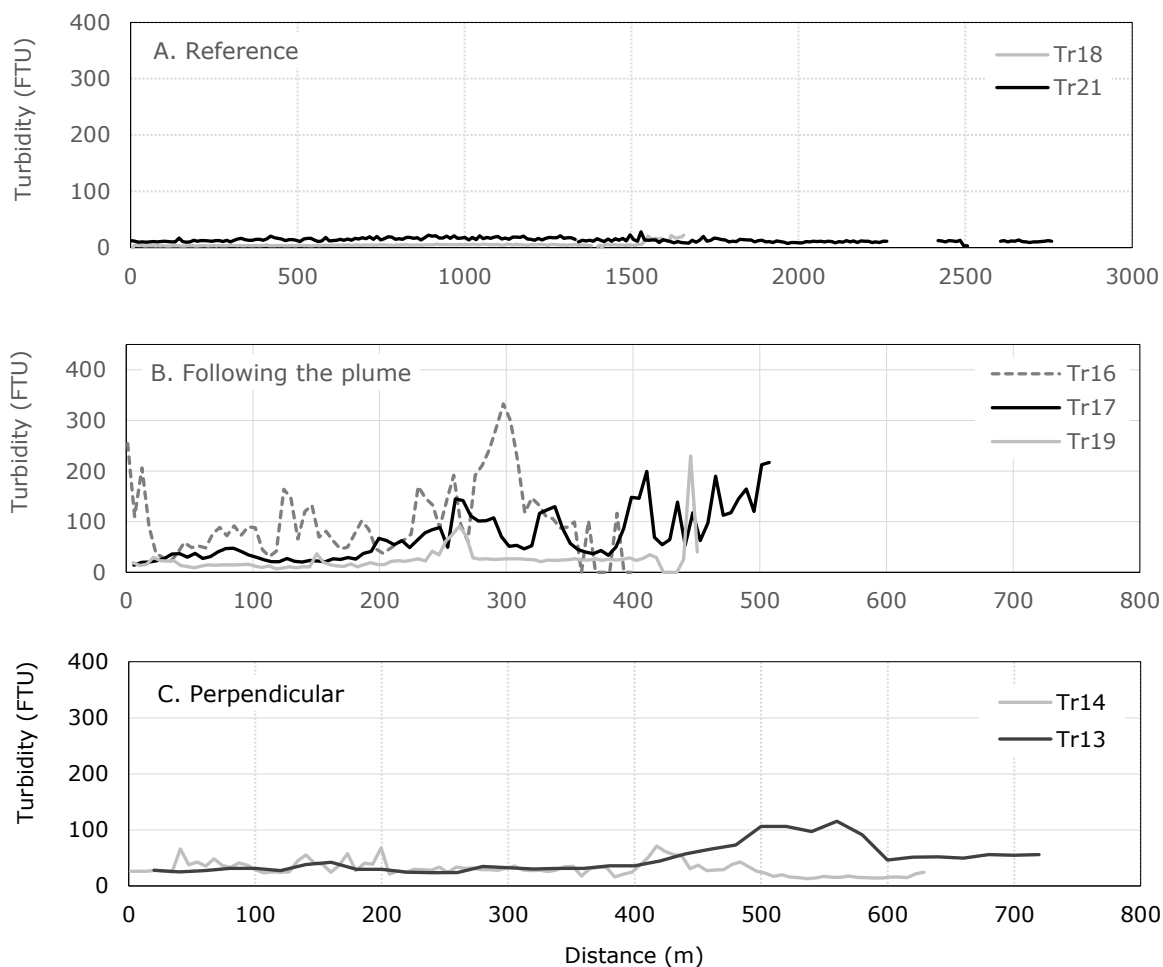 A. Reference
Tr18
Tr21
Turbidity (FTU)
400
300
200
100
0
0 500 1000 1500 2000 2500 3000
B. Following the plume
Tr16
Tr17
Tr19
Turbidity (FTU)
400
300
200
100
0
0 100 200 300 400 500 600 700 800
C. Perpendicular
Tr14
Tr13
Turbidity (FTU)
400
300
200
100
0
0 100 200 300 400 500 600 700 800
Distance (m)